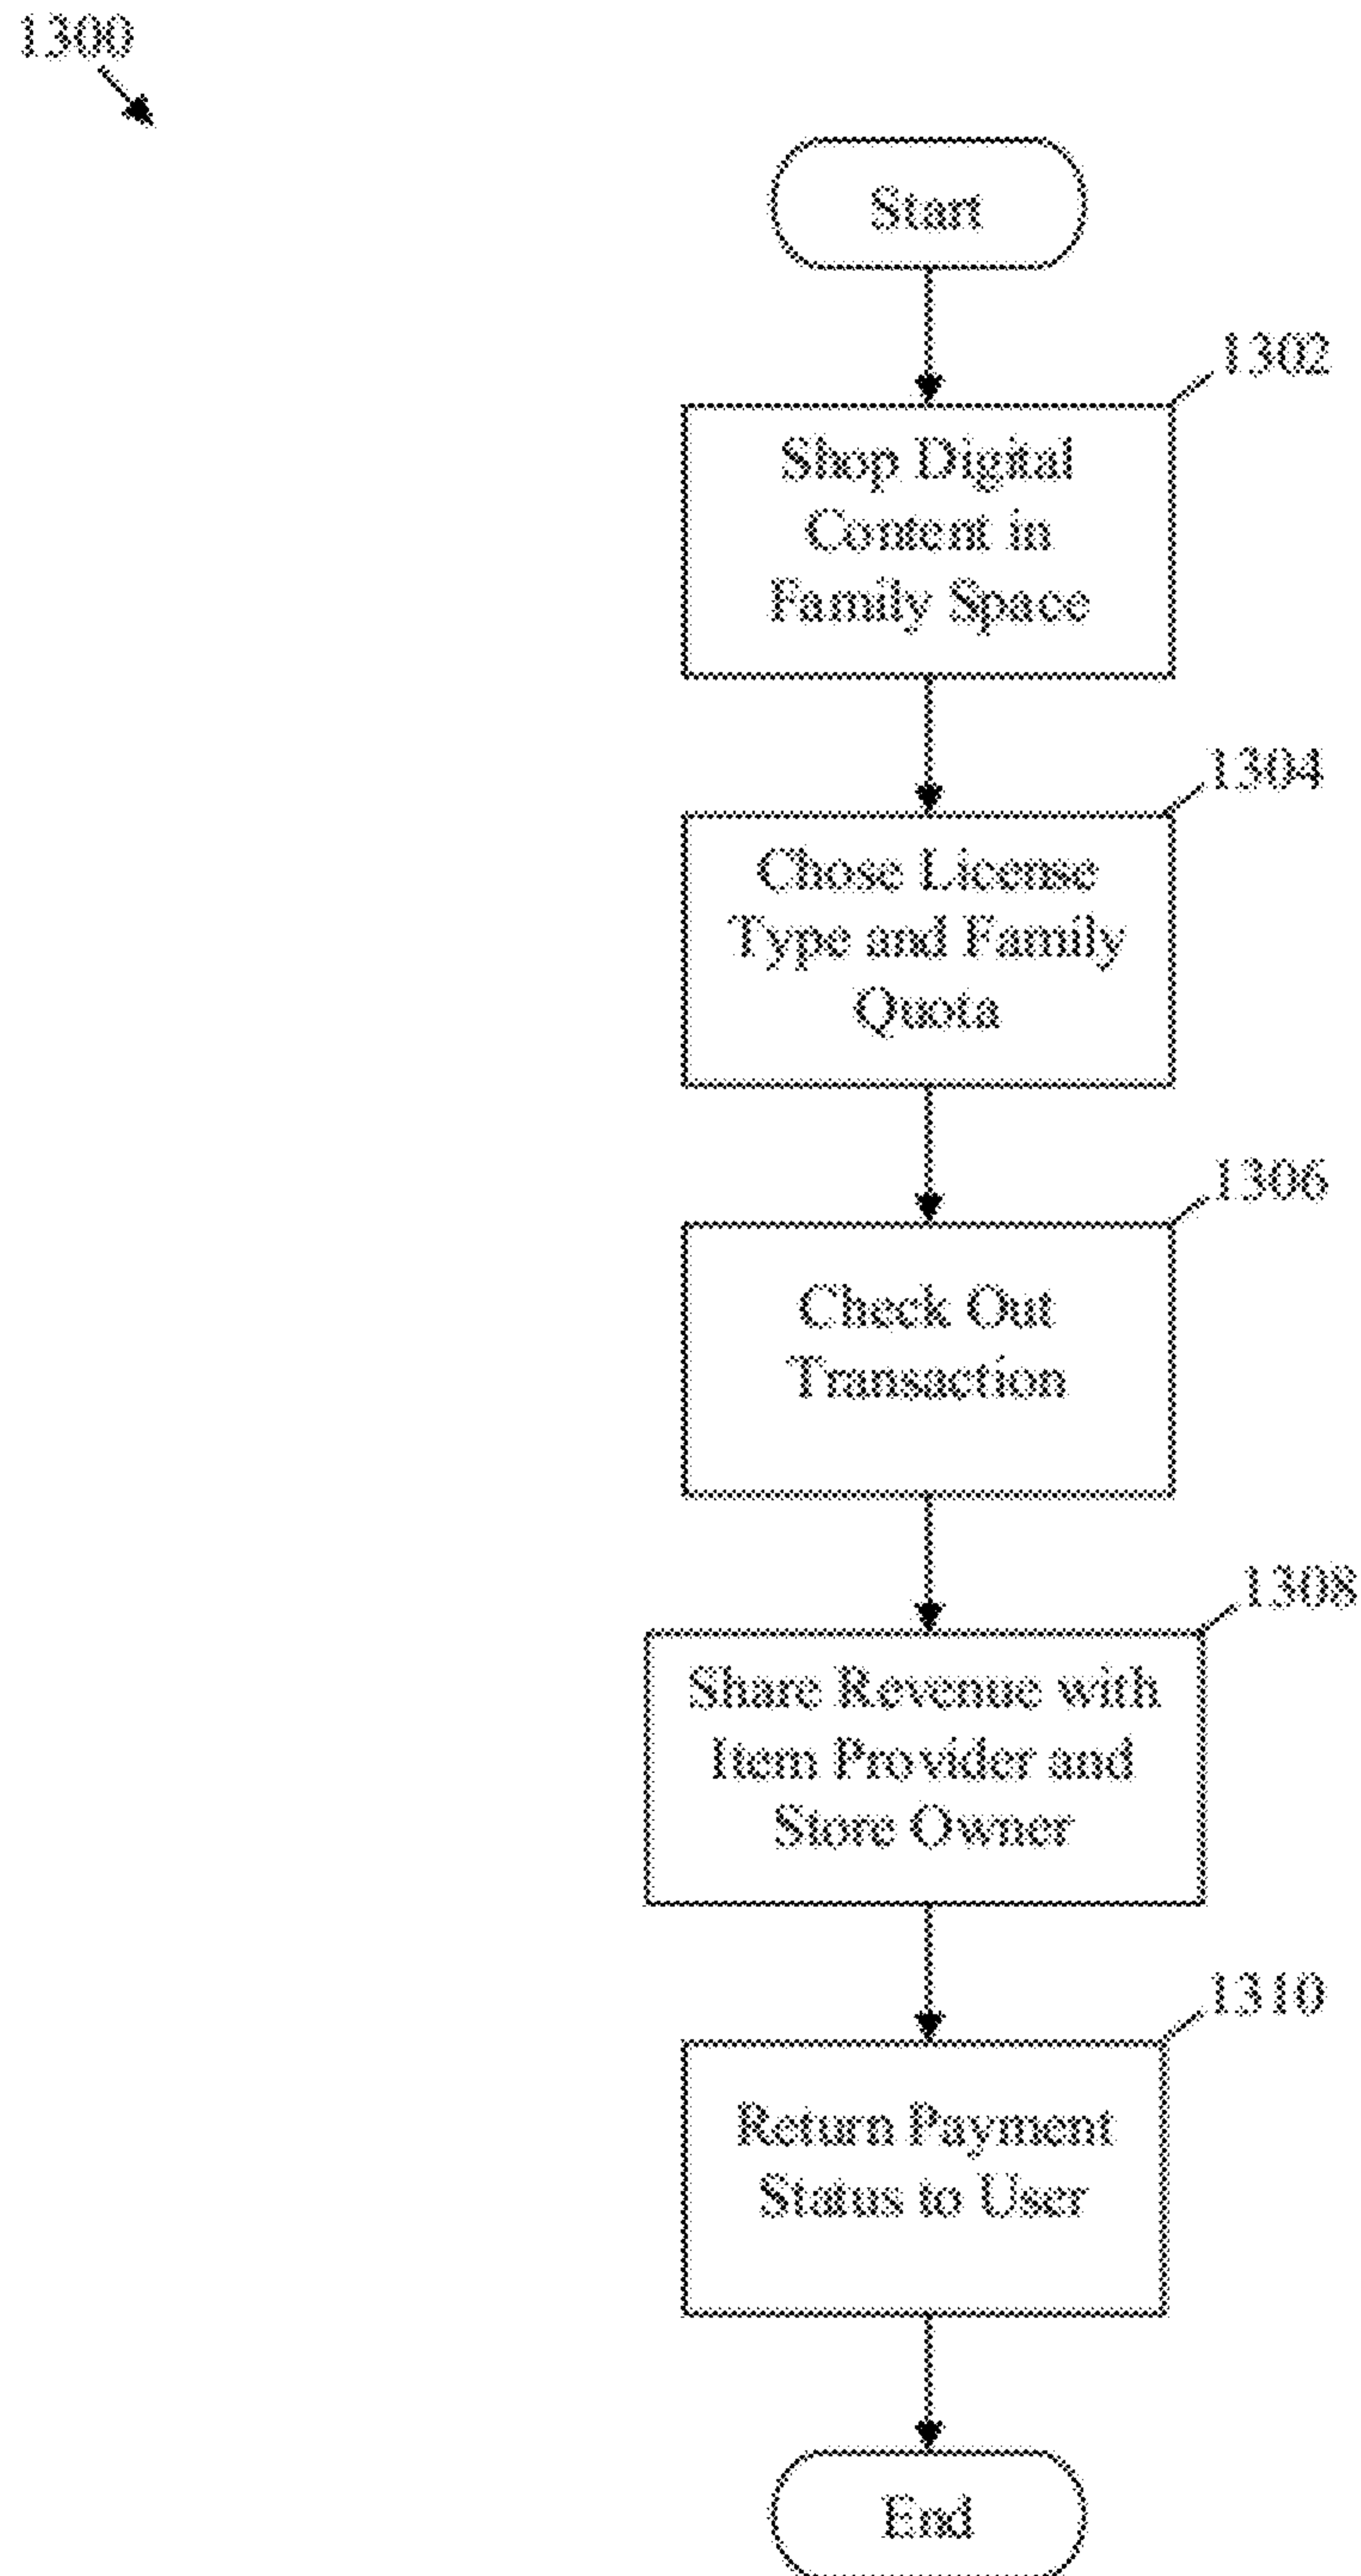 1300
Start
1302
Shop Digital
Content in
Family Space
1304
Chose License
Type and Family
Quota
1306
Check Out
Transaction
1308
Share Revenue with
Item Provider and
Store Owner
1310
Return Payment
Status to User
End